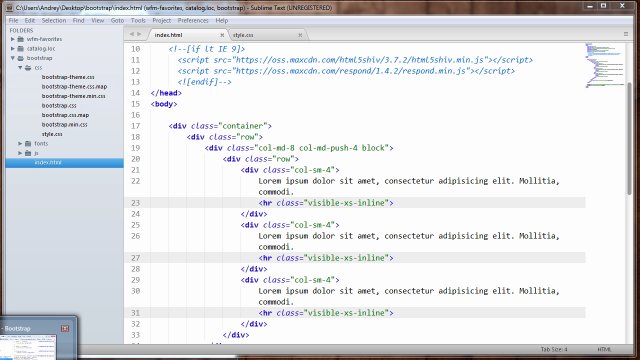 C:\Users\Andrey\Desktop\bootstrap\index.html (wfm-favorites, catalog.loc, bootstrap) - Sublime Text (UNREGISTERED)
File Edit Selection Find View Goto Tools Project Preferences Help
FOLDERS
wfm-favorites
catalog.loc
bootstrap
css
bootstrap-theme.css
bootstrap-theme.css.map
bootstrap-theme.min.css
bootstrap.css
bootstrap.css.map
bootstrap.min.css
style.css
fonts
js
index.html
index.html style.css
10 <!--[if lt IE 9]>
11 <script src="https://oss.maxcdn.com/html5shiv/3.7.2/html5shiv.min.js"></script>
12 <script src="https://oss.maxcdn.com/respond/1.4.2/respond.min.js"></script>
13 <![endif]-->
14 </head>
15 <body>
16
17 <div class="container">
18 <div class="row">
19 <div class="col-md-8 col-md-push-4 block">
20 <div class="row">
21 <div class="col-sm-4">
22 Lorem ipsum dolor sit amet, consectetur adipisicing elit. Mollitia,
commodi.
23 <hr class="visible-xs-inline">
24 </div>
25 <div class="col-sm-4">
26 Lorem ipsum dolor sit amet, consectetur adipisicing elit. Mollitia,
commodi.
27 <hr class="visible-xs-inline">
28 </div>
29 <div class="col-sm-4">
30 Lorem ipsum dolor sit amet, consectetur adipisicing elit. Mollitia,
commodi.
31 <hr class="visible-xs-inline">
32 </div>
33 </div>
34 </div>
- Bootstrap
Tab Size: 4 HTML